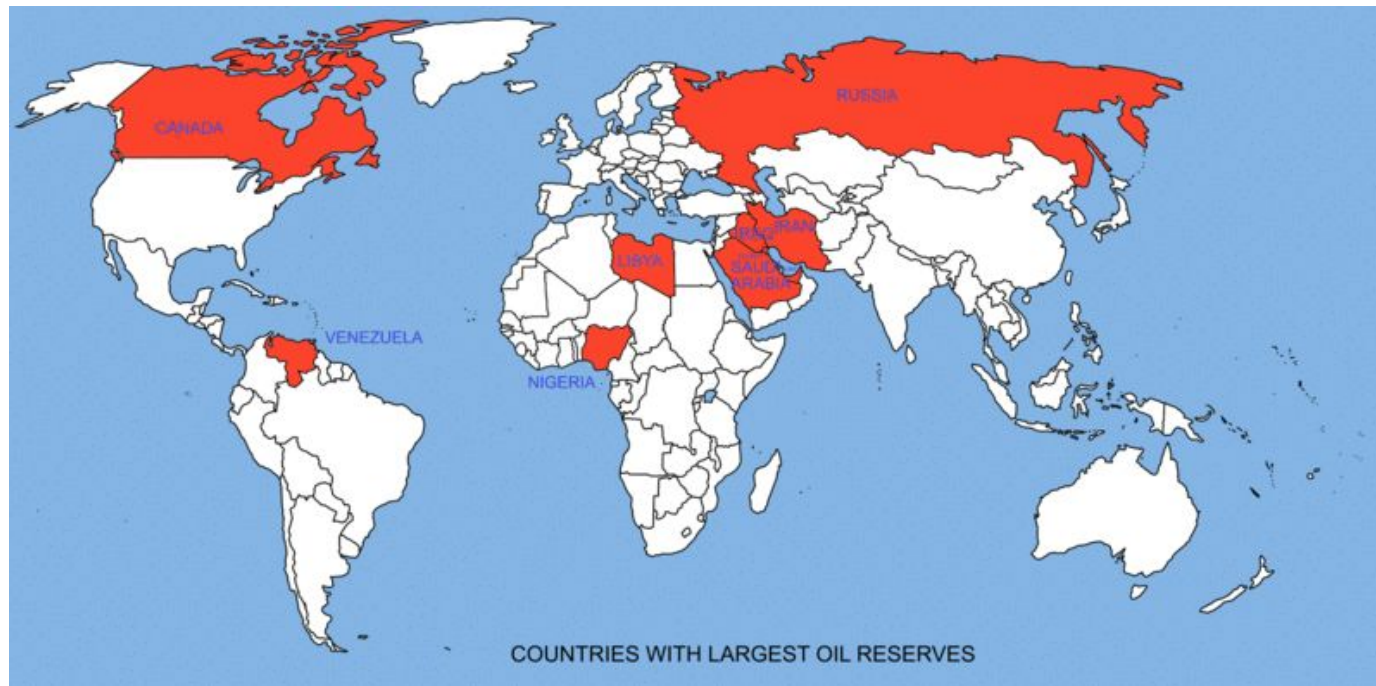 RUSSIA
CANADA
IRAQ
IRAN
LIBYA
SAUDI
ARABIA
VENEZUELA
NIGERIA
COUNTRIES WITH LARGEST OIL RESERVES